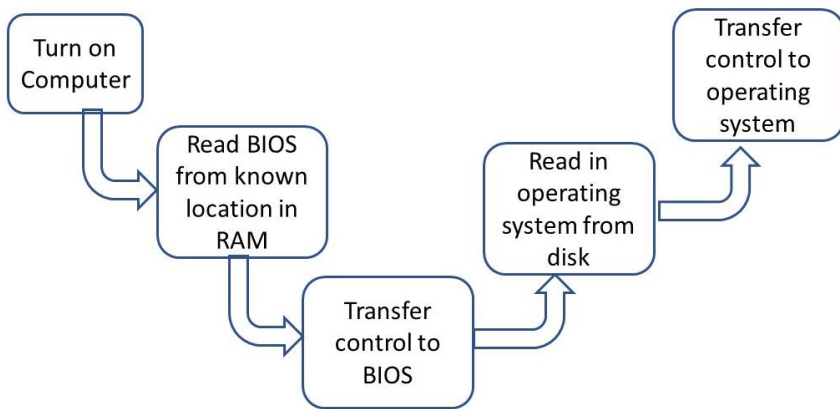 Turn on
Computer
Read BIOS
from known
location in
RAM
Transfer
control to
BIOS
Read in
operating
system from
disk
Transfer
control to
operating
system